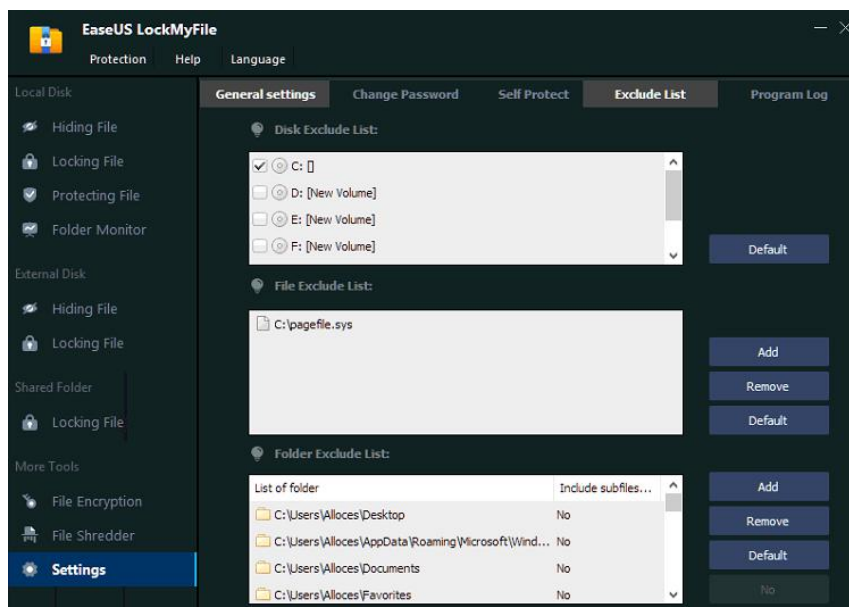 EaseUS LockMyFile
Protection Help Language
Local Disk
Hiding File
Locking File
Protecting File
Folder Monitor
External Disk
Hiding File
Locking File
Shared Folder
Locking File
More Tools
File Encryption
File Shredder
Settings
General settings Change Password Self Protect Exclude List Program Log
Disk Exclude List:
C: []
D: [New Volume]
E: [New Volume]
F: [New Volume]
Default
File Exclude List:
C:\pagefile.sys
Add
Remove
Default
Folder Exclude List:
List of folder Include subfiles...
C:\Users\Alloces\Desktop No
C:\Users\Alloces\AppData\Roaming\Microsoft\Wind... No
C:\Users\Alloces\Documents No
C:\Users\Alloces\Favorites No
Add
Remove
Default
No